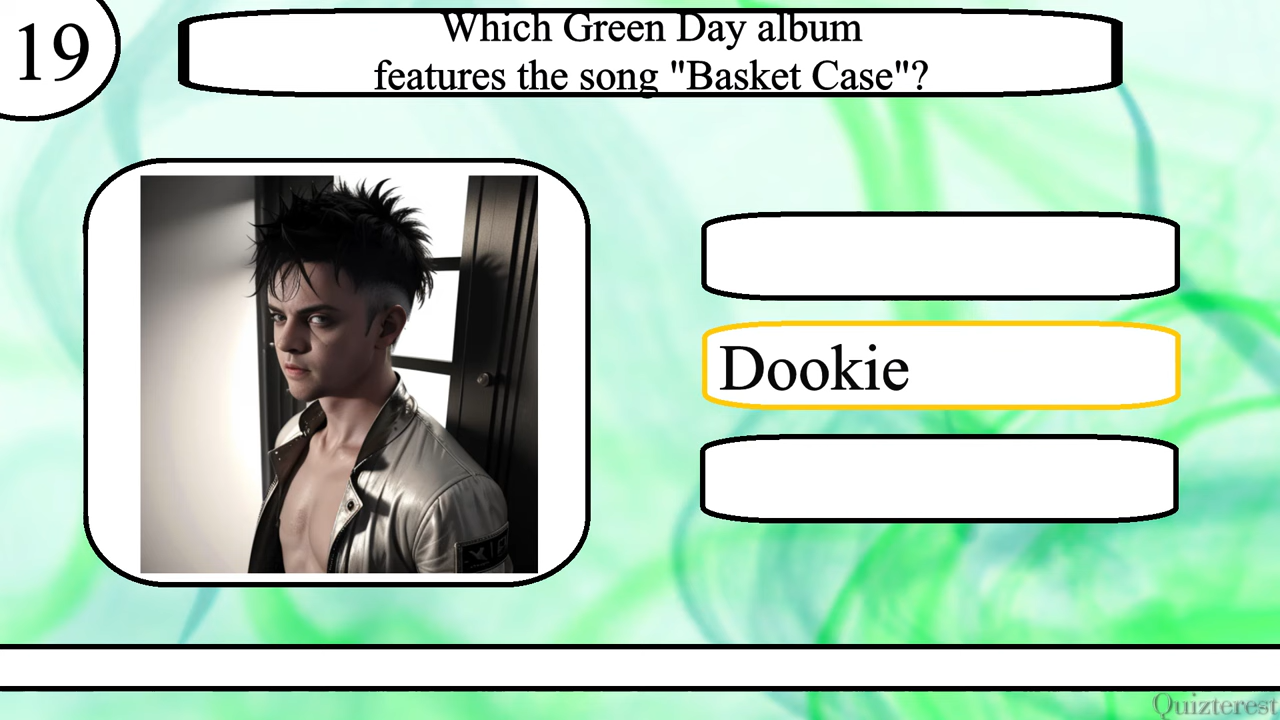 19
Which Green Day album
features the song "Basket Case"?
Dookie
Quizterest